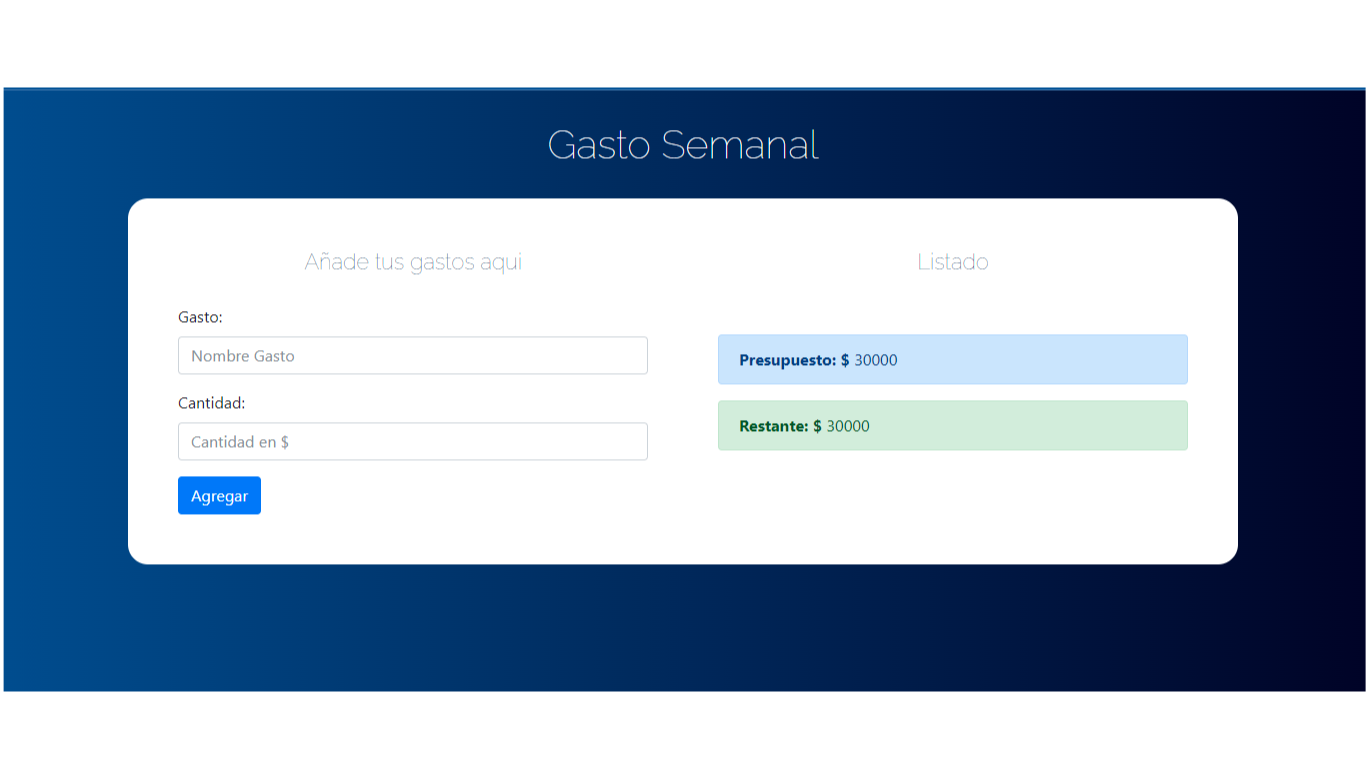 Gasto Semanal
Añade tus gastos aqui
Gasto:
Nombre Gasto
Cantidad:
Cantidad en $
Agregar
Listado
Presupuesto: $ 30000
Restante: $ 30000